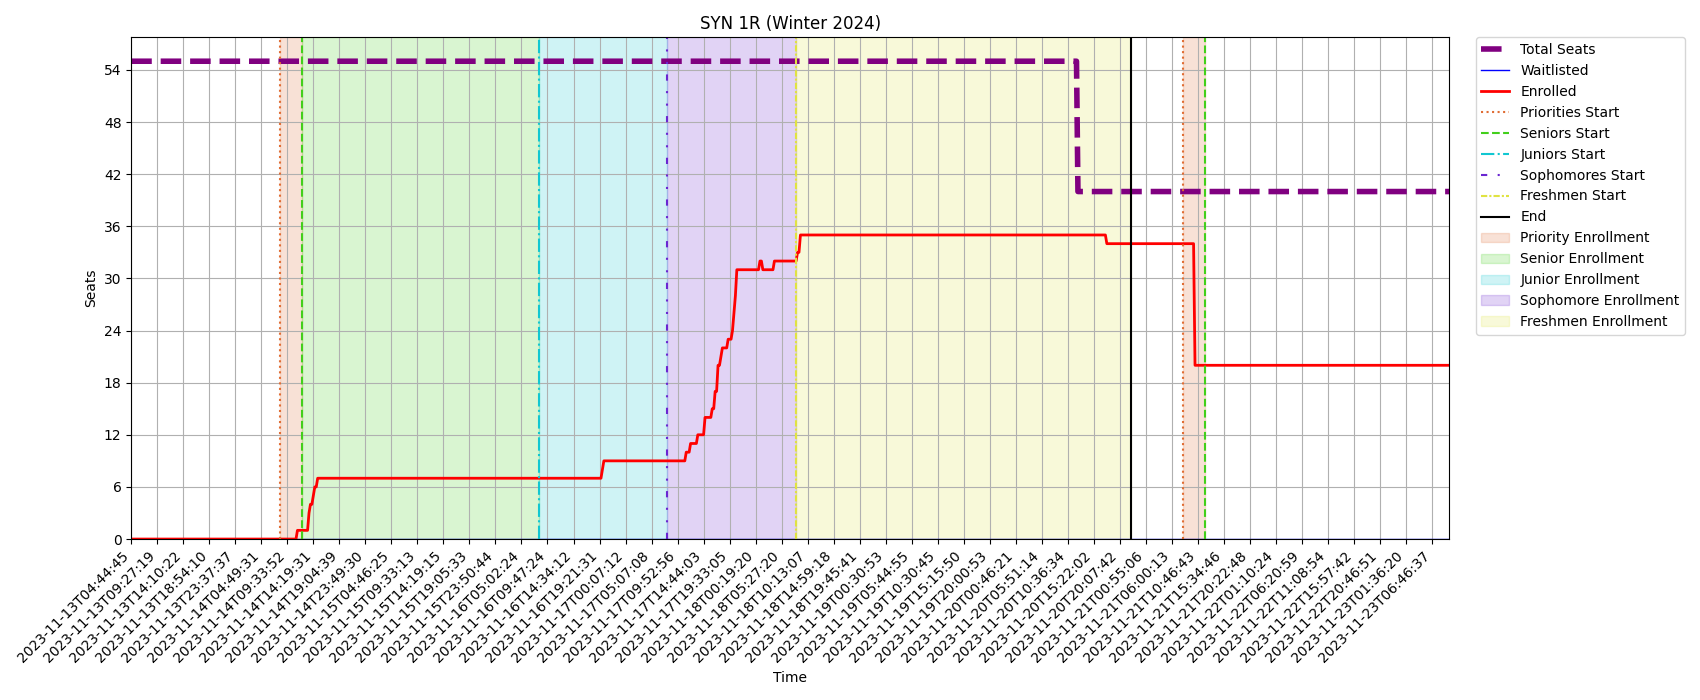 SYN 1R (Winter 2024)
Total Seats
Waitlisted
Enrolled
Priorities Start
Seniors Start
Juniors Start
Sophomores Start
Freshmen Start
End
Priority Enrollment
Senior Enrollment
Junior Enrollment
Sophomore Enrollment
Freshmen Enrollment
Seats
54
48
42
36
30
24
18
12
6
0
2023-11-13T04:44:45
2023-11-13T09:27:19
2023-11-13T14:10:22
2023-11-13T18:54:10
2023-11-13T23:37:37
2023-11-14T04:49:31
2023-11-14T09:33:52
2023-11-14T14:19:31
2023-11-14T19:04:39
2023-11-14T23:49:30
2023-11-15T04:46:25
2023-11-15T09:33:13
2023-11-15T14:19:15
2023-11-15T19:05:33
2023-11-15T23:50:44
2023-11-16T05:02:24
2023-11-16T09:47:24
2023-11-16T14:34:12
2023-11-16T19:21:31
2023-11-17T00:07:12
2023-11-17T05:07:08
2023-11-17T09:52:56
2023-11-17T14:44:03
2023-11-17T19:33:05
2023-11-18T00:19:20
2023-11-18T05:27:20
2023-11-18T10:13:07
2023-11-18T14:59:18
2023-11-18T19:45:41
2023-11-19T00:30:53
2023-11-19T05:44:55
2023-11-19T10:30:45
2023-11-19T15:15:50
2023-11-19T20:00:53
2023-11-20T00:46:21
2023-11-20T05:51:14
2023-11-20T10:36:34
2023-11-20T15:22:02
2023-11-20T20:07:42
2023-11-21T00:55:06
2023-11-21T06:00:13
2023-11-21T10:46:43
2023-11-21T15:34:46
2023-11-21T20:22:48
2023-11-22T01:10:24
2023-11-22T06:20:59
2023-11-22T11:08:54
2023-11-22T15:57:42
2023-11-22T20:46:51
2023-11-23T01:36:20
2023-11-23T06:46:37
Time